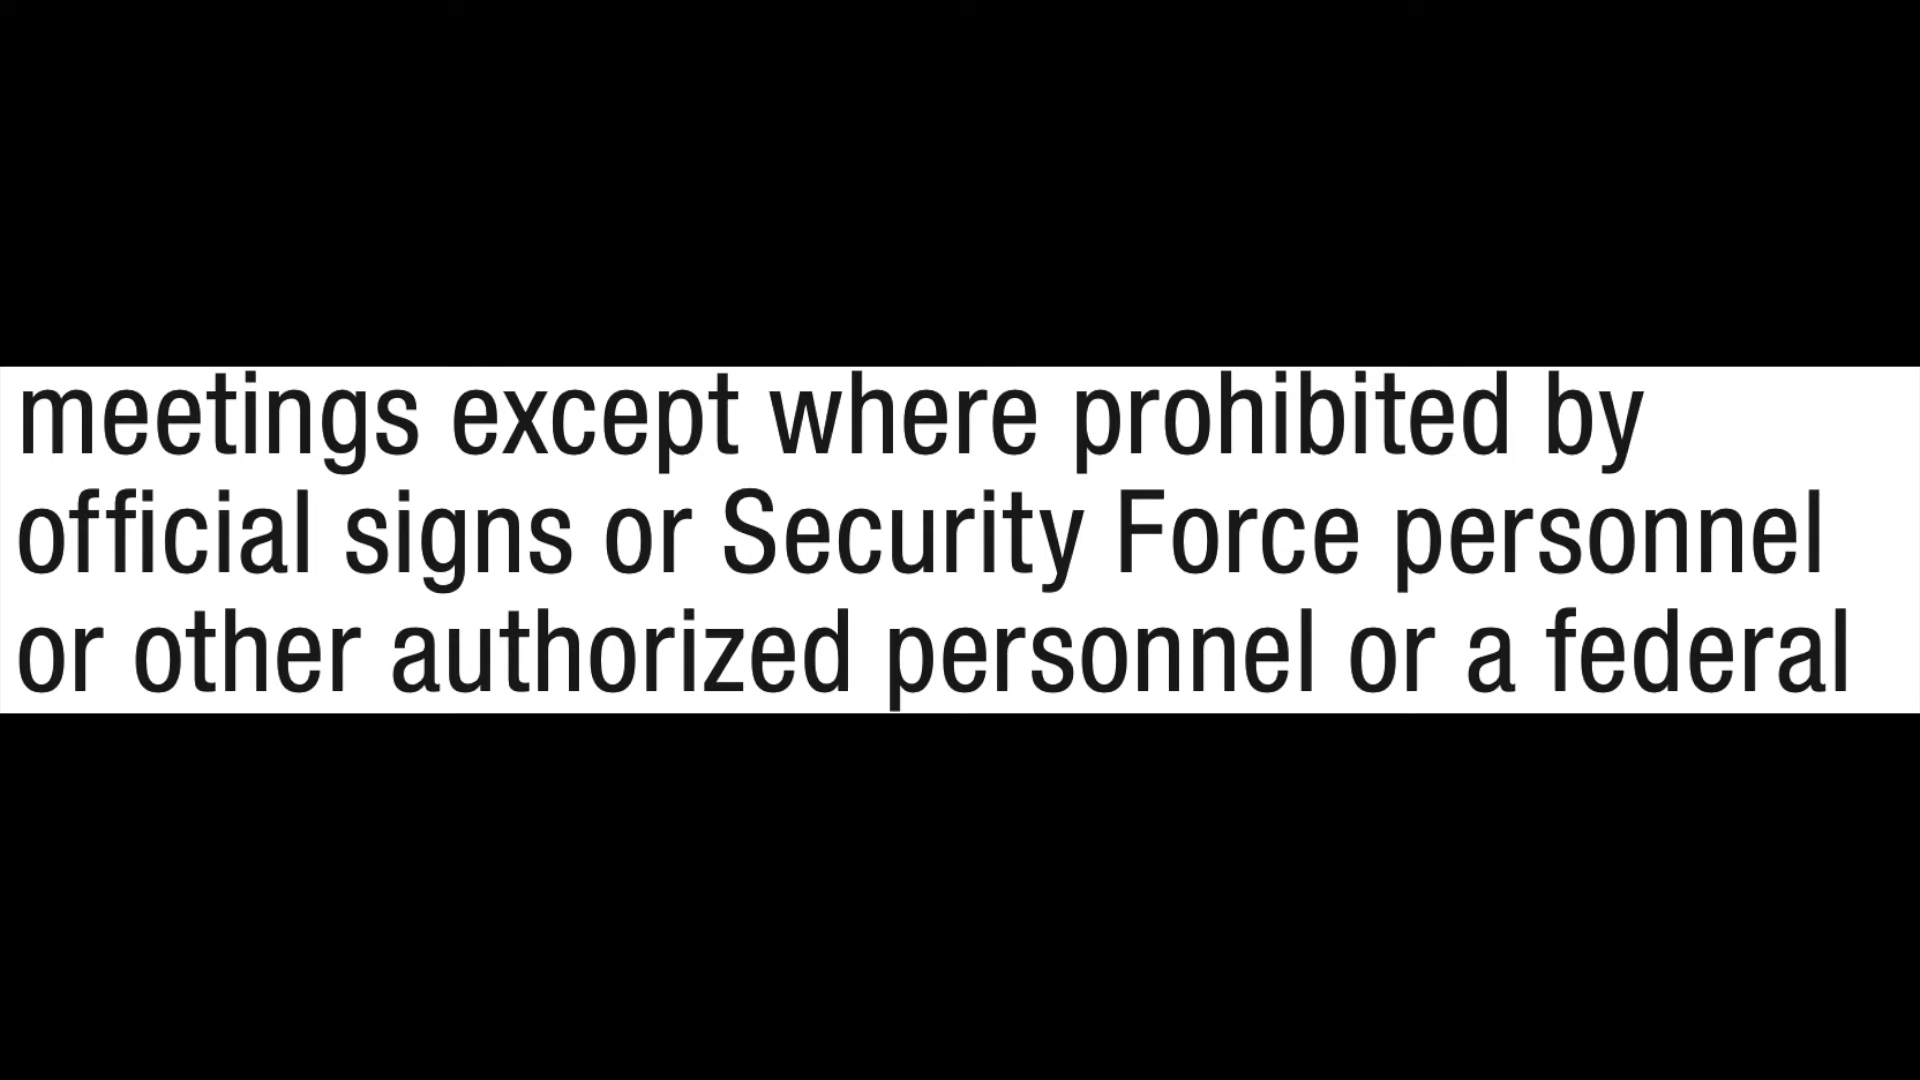 meetings except where prohibited by
official signs or Security Force personnel
or other authorized personnel or a federal